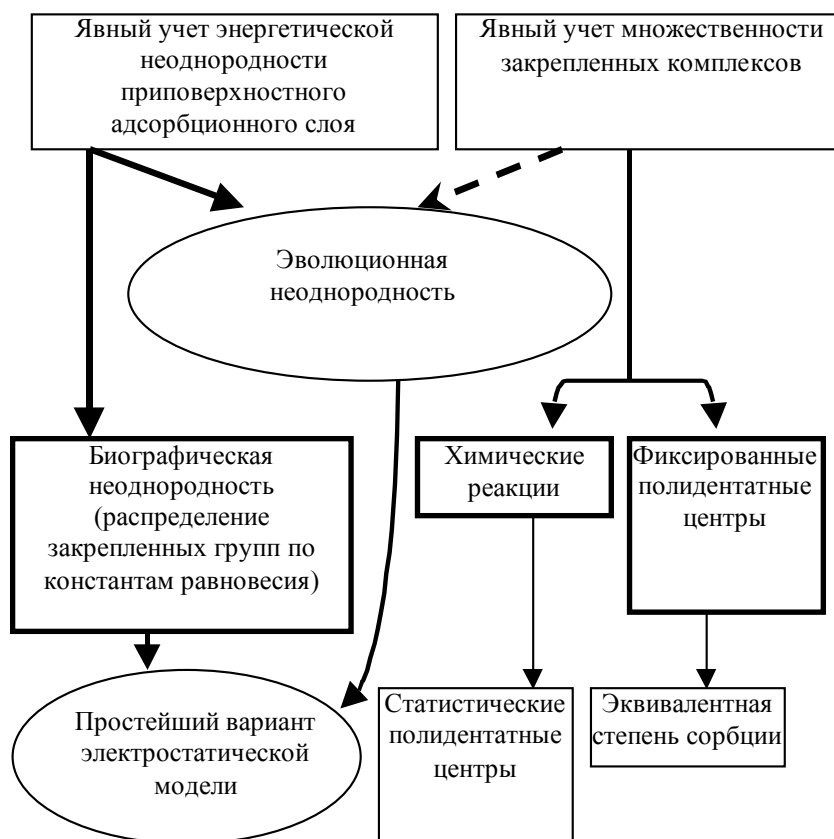 Явный учет энергетической
неоднородности
приповерхностного
адсорбционного слоя
Явный учет множественности
закрепленных комплексов
Эволюционная
неоднородность
Биографическая
неоднородность
(распределение
закрепленных групп по
константам равновесия)
Химические
реакции
Фиксированные
полидентатные
центры
Простейший вариант
электростатической
модели
Статистические
полидентатные
центры
Эквивалентная
степень сорбции